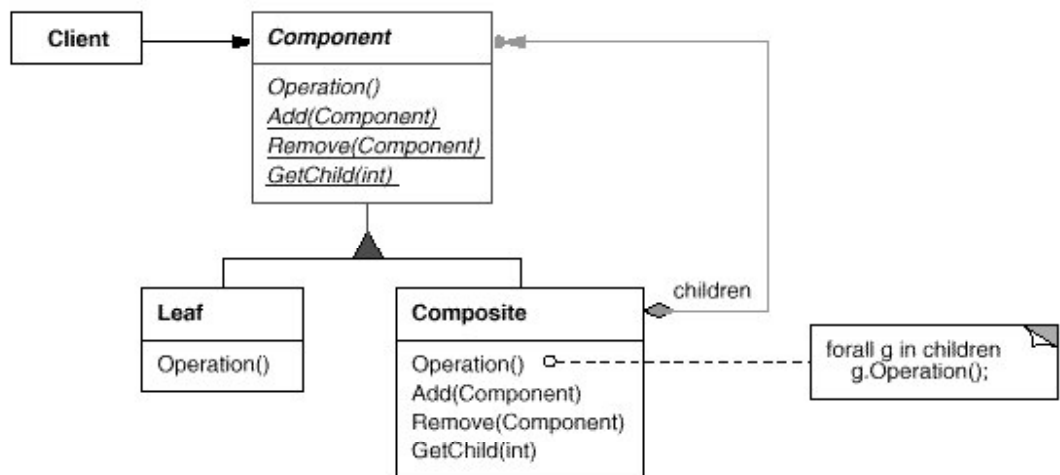 Client
Component
Operation()
Add(Component)
Remove(Component)
GetChild(int)
children
Leaf
Operation()
Composite
Operation()
Add(Component)
Remove(Component)
GetChild(int)
forall g in children
g.Operation();